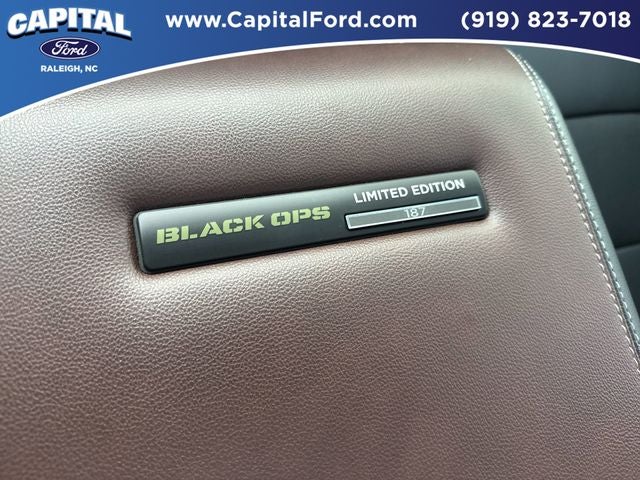 CAPITAL
Ford
RALEIGH, NC
www.CapitalFord.com
(919) 823-7018
BLACK OPS
LIMITED EDITION
187